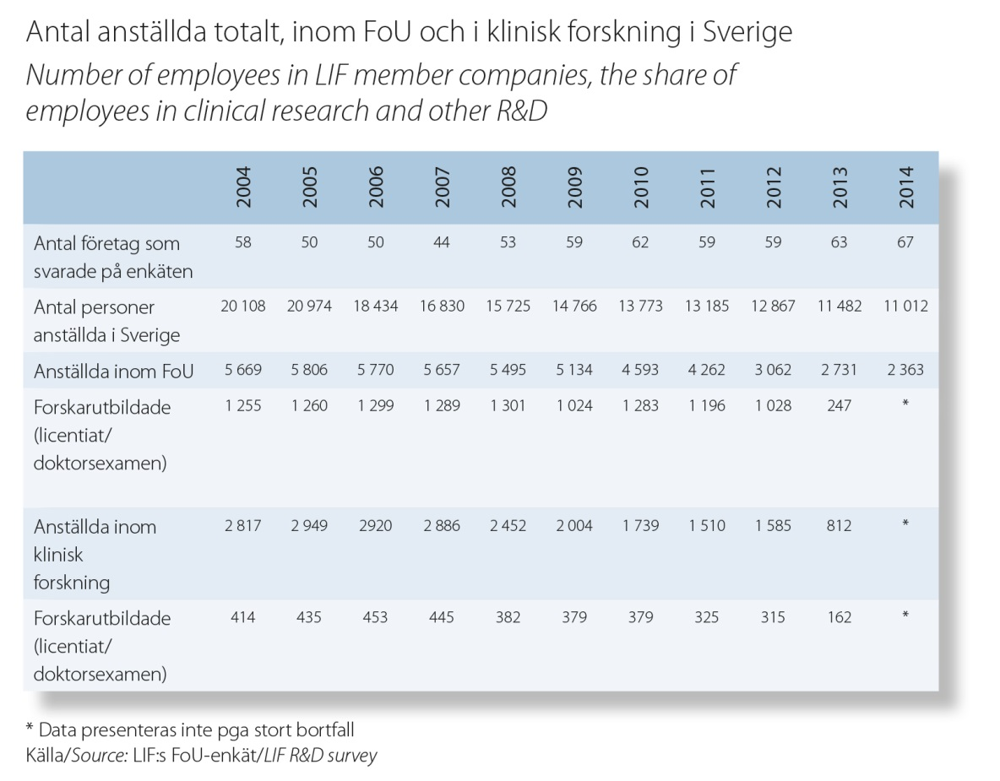 Antal anställda totalt, inom FoU och i klinisk forskning i Sverige
Number of employees in LIF member companies, the share of
employees in clinical research and other R&D
2004 2005 2006 2007 2008 2009 2010 2011 2012 2013 2014
Antal företag som 58 50 50 44 53 59 62 59 59 63 67
svarade på enkäten
Antal personer 20 108 20 974 18 434 16 830 15 725 14 766 13 773 13 185 12 867 11 482 11 012
anställda i Sverige
Anställda inom FoU 5 669 5 806 5 770 5 657 5 495 5 134 4 593 4 262 3 062 2 731 2 363
Forskarutbildade 1 255 1 260 1 299 1 289 1 301 1 024 1 283 1 196 1 028 247 *
(licentiat/
doktorsexamen)
Anställda inom 2 817 2 949 2920 2 886 2 452 2 004 1 739 1 510 1 585 812 *
klinisk
forskning
Forskarutbildade 414 435 453 445 382 379 379 325 315 162 *
(licentiat/
doktorsexamen)
* Data presenteras inte pga stort bortfall
Källa/Source: LIF:s FoU-enkät/LIF R&D survey